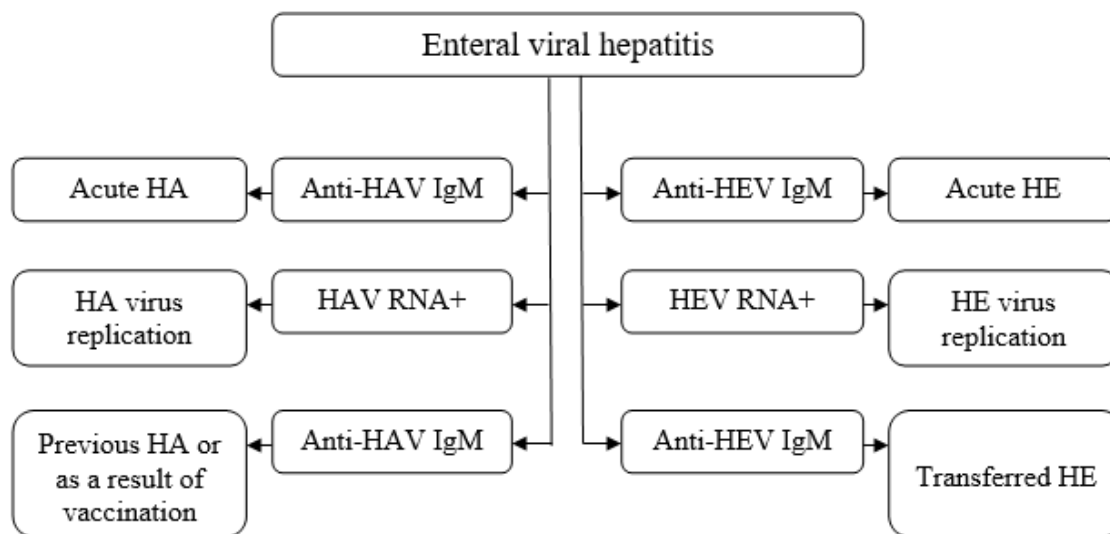 Enteral viral hepatitis
Acute HA
Anti-HAV IgM
Anti-HEV IgM
Acute HE
HA virus
replication
HAV RNA+
HEV RNA+
HE virus
replication
Previous HA or
as a result of
vaccination
Anti-HAV IgM
Anti-HEV IgM
Transferred HE